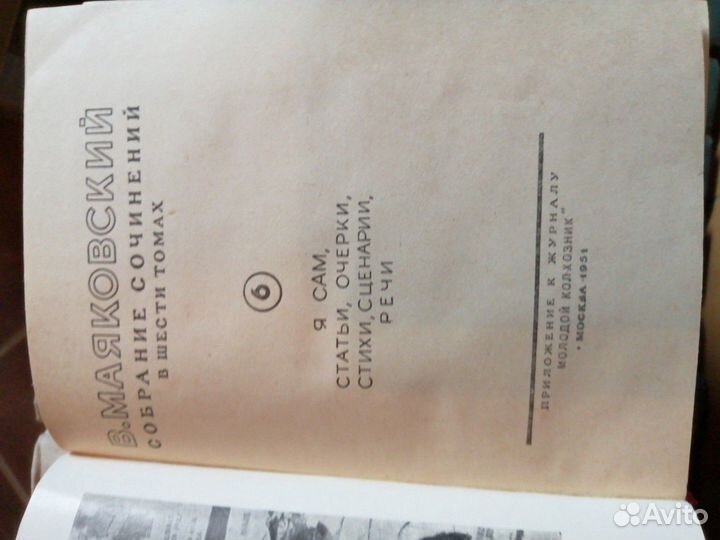 В. МАЯКОВСКИЙ
СОБРАНИЕ СОЧИНЕНИЙ
В ШЕСТИ ТОМАХ
6
Я САМ,
СТАТЬИ, ОЧЕРКИ,
СТИХИ, СЦЕНАРИИ,
РЕЧИ
ПРИЛОЖЕНИЕ К ЖУРНАЛУ
МОЛОДОЙ КОЛХОЗНИК"
• МОСКВА-1951
Avito